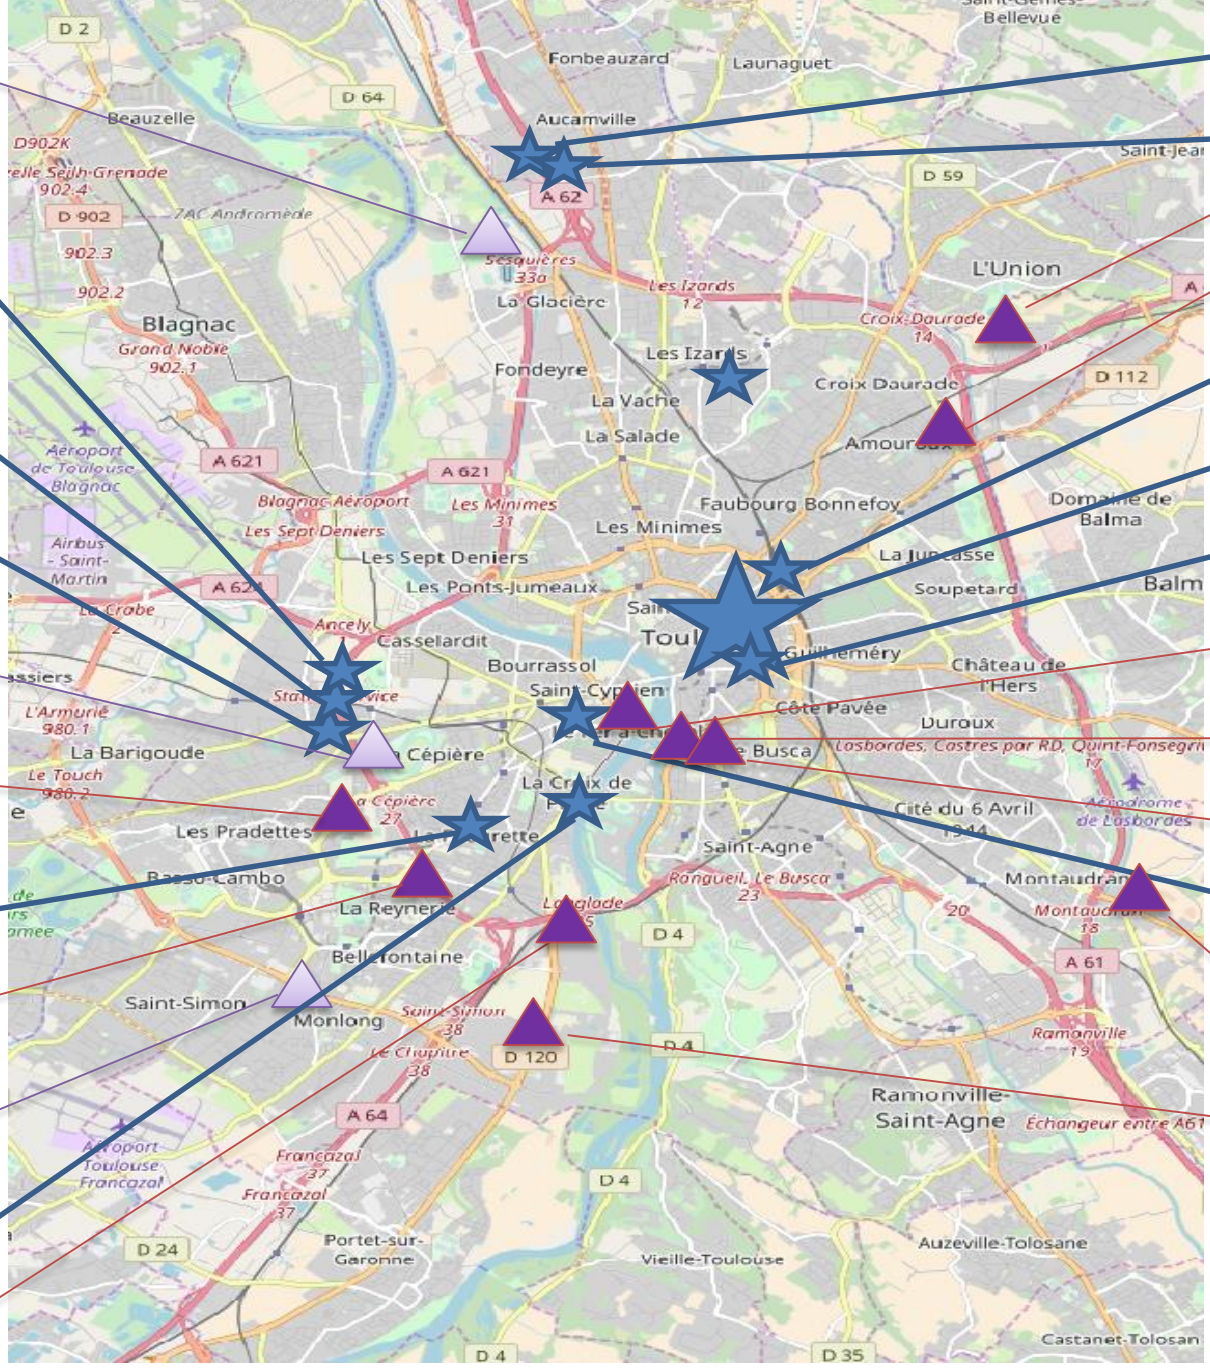 Saint-Genies-
Bellevue
D 2
Fonbeauzard
Launaguet
D 64
Beauzelle
Aucamville
D902K
Saint-Jean
902.4
D 59
A 62
D 902
ZAC Andromède
902.3
Sesquières
33a
L'Union
902.2
La Glacière
Les Izards
12
A
Blagnac
Croix-Daurade
14
Grand Noble
902.1
Les Izards
Fondeyre
Croix Daurade
D 112
La Vache
La Salade
Amouroux
Aéroport
de Toulouse
Blagnac
A 621
A 621
Blagnac-Aéroport
Les Minimes
31
Faubourg Bonnefoy
Domaine de
Balma
Les Sept Deniers
Les Minimes
Airbus
- Saint-
Martin
Les Sept Deniers
La Juncasse
A 624
Les Ponts-Jumeaux
Soupetard
Balm
La Crabe
2
Ancely
Casselardit
Toul
Guilheméry
Bourrassol
Château de
l'Hers
assiers
Saint-Cyprien
L'Armurié
980.1
Côte Pavée
Duroux
La Barigoude
Cépière
e Busca
Lasbordes, Castres par RD, Quint-Fonsegri
17
Le Touch
980.2
La Croix de
Aérodrome
de Lasbordes
e
a Cépière
27
Cité du 6 Avril
1944
Les Pradettes
Saint-Agne
Basso-Cambo
Rangueil, Le Busca
23
Montaudran
La Reynerie
Langlade
20
Montaudran
18
D 4
Bellefontaine
A 61
Saint-Simon
Monlong
Saint-Simon
38
Ramonville
19
Le Chapitre
38
D 120
D 4
Ramonville-
Saint-Agne
A 64
Échangeur entre A61
Aéroport
Toulouse
Francazal
Francazal
37
D 4
Francazal
37
D 24
Portet-sur-
Garonne
Vieille-Toulouse
Auzeville-Tolosane
D 4
D 35
Castanet-Tolosan